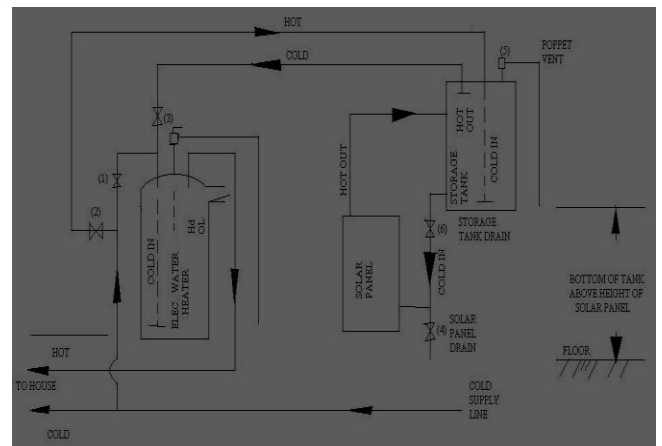 HOT
COLD
(5)
POPPET
VENT
(3)
HOT OUT
COLD IN
STORAGE
TANK
HOT OUT
(1)
(2)
STORAGE
TANK DRAIN
(6)
COLD IN
ELEC. WATER
HEATER
COLD IN
SOLAR
PANEL
BOTTOM OF TANK
ABOVE HEIGHT OF
SOLAR PANEL
(4)
SOLAR
PANEL
DRAIN
FLOOR
HOT
TO HOUSE
COLD
SUPPLY
LINE
COLD